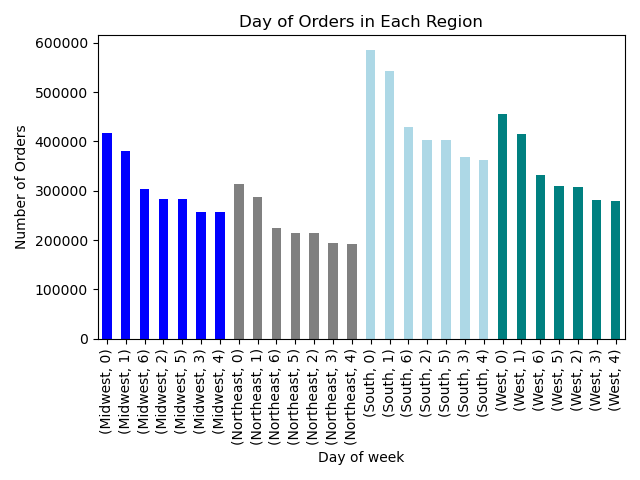 Day of Orders in Each Region
Number of Orders
600000
500000
400000
300000
200000
100000
0
(Midwest, 0)
(Midwest, 1)
(Midwest, 6)
(Midwest, 2)
(Midwest, 5)
(Midwest, 3)
(Midwest, 4)
(Northeast, 0)
(Northeast, 1)
(Northeast, 6)
(Northeast, 5)
(Northeast, 2)
(Northeast, 3)
(Northeast, 4)
(South, 0)
(South, 1)
(South, 6)
(South, 2)
(South, 5)
(South, 3)
(South, 4)
(West, 0)
(West, 1)
(West, 6)
(West, 5)
(West, 2)
(West, 3)
(West, 4)
Day of week